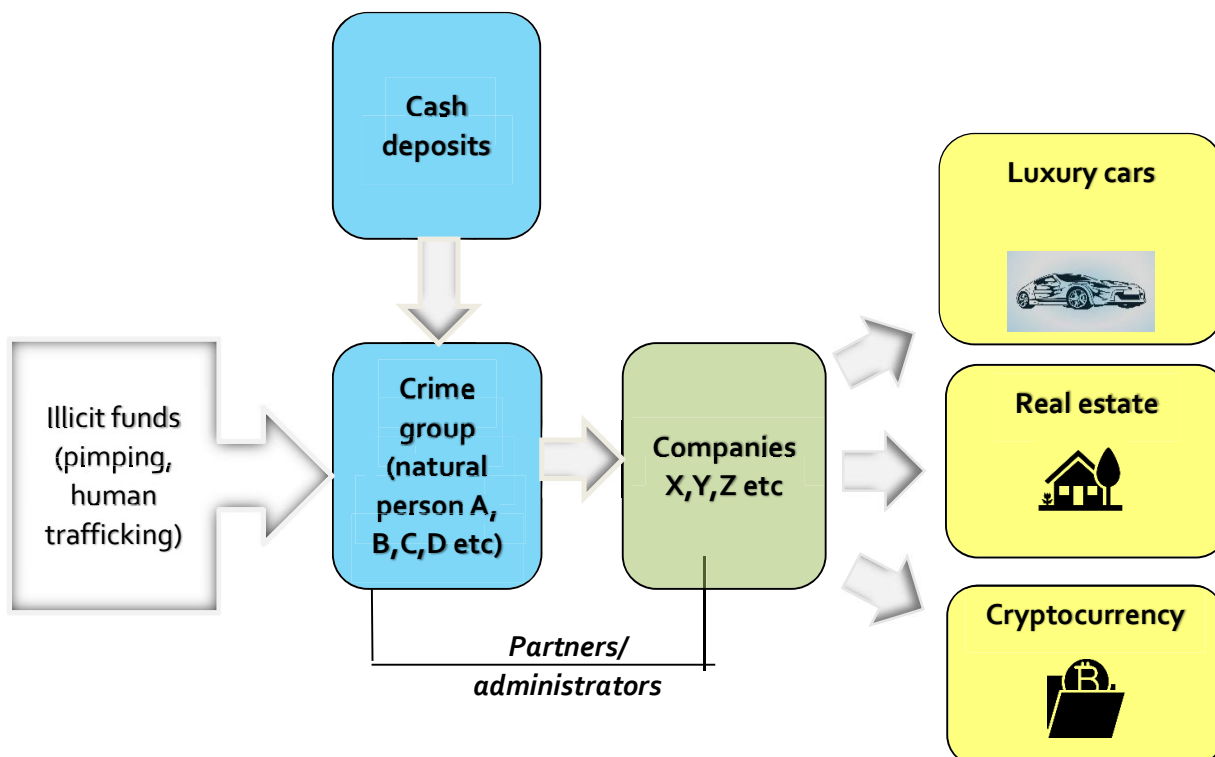 Cash
deposits
Luxury cars
Illicit funds
(pimping,
human
trafficking)
Crime
group
(natural
person A,
B,C,D etc)
Companies
X,Y,Z etc
Real estate
Partners/
administrators
Cryptocurrency
B